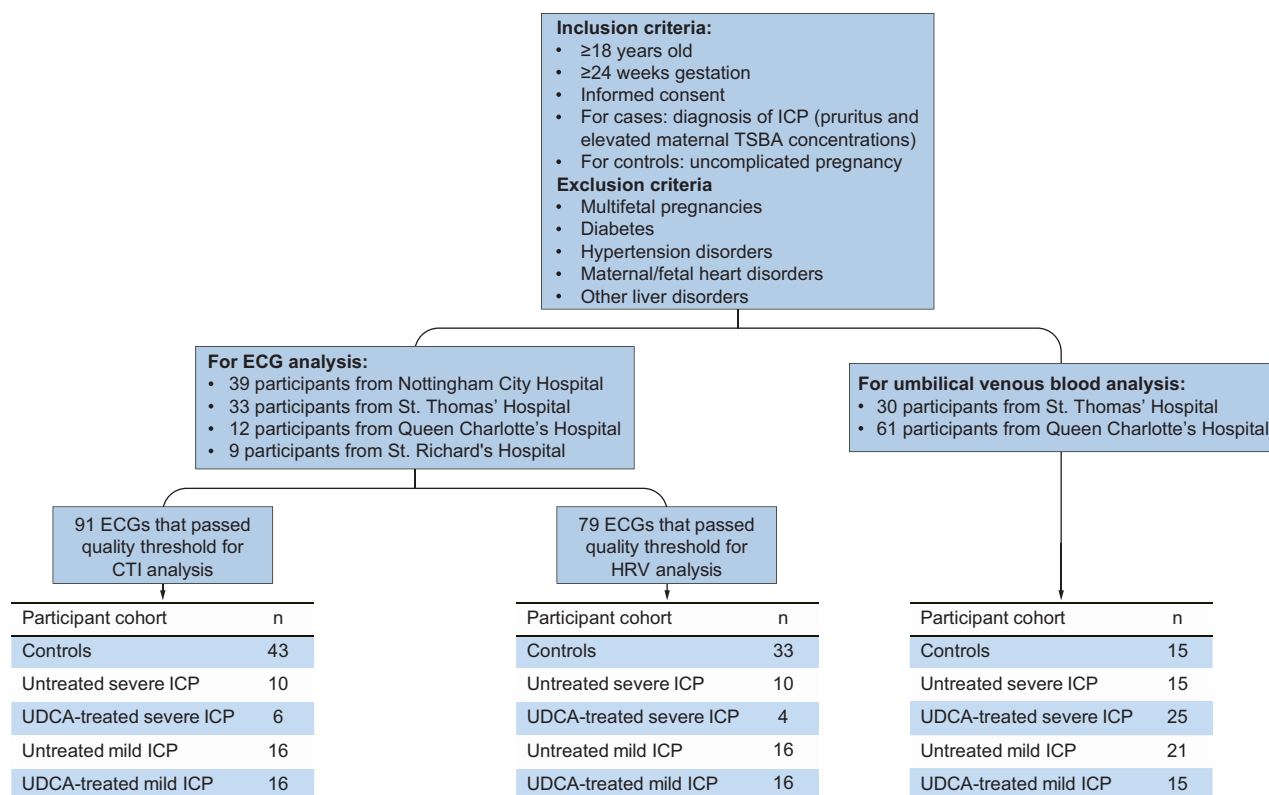 Inclusion criteria:
• ≥18 years old
• ≥24 weeks gestation
• Informed consent
• For cases: diagnosis of ICP (pruritus and
elevated maternal TSBA concentrations)
• For controls: uncomplicated pregnancy
Exclusion criteria
• Multifetal pregnancies
• Diabetes
• Hypertension disorders
• Maternal/fetal heart disorders
• Other liver disorders
For ECG analysis:
• 39 participants from Nottingham City Hospital
• 33 participants from St. Thomas' Hospital
• 12 participants from Queen Charlotte's Hospital
• 9 participants from St. Richard's Hospital
For umbilical venous blood analysis:
• 30 participants from St. Thomas' Hospital
• 61 participants from Queen Charlotte's Hospital
91 ECGs that passed
quality threshold for
CTI analysis
79 ECGs that passed
quality threshold for
HRV analysis
Participant cohort n
Controls 43
Untreated severe ICP 10
UDCA-treated severe ICP 6
Untreated mild ICP 16
UDCA-treated mild ICP 16
Participant cohort n
Controls 33
Untreated severe ICP 10
UDCA-treated severe ICP 4
Untreated mild ICP 16
UDCA-treated mild ICP 16
Participant cohort n
Controls 15
Untreated severe ICP 15
UDCA-treated severe ICP 25
Untreated mild ICP 21
UDCA-treated mild ICP 15